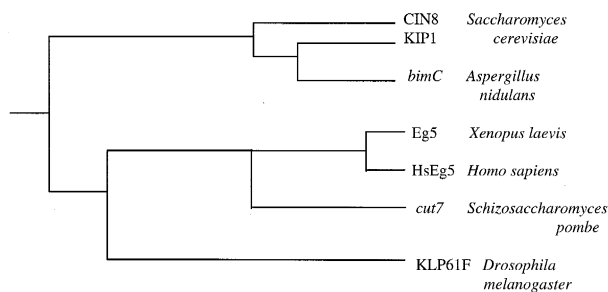 CIN8 Saccharomyces
KIP1 cerevisiae
bimC Aspergillus
nidulans
Eg5 Xenopus laevis
HsEg5 Homo sapiens
cut7 Schizosaccharomyces
pombe
KLP61F Drosophila
melanogaster